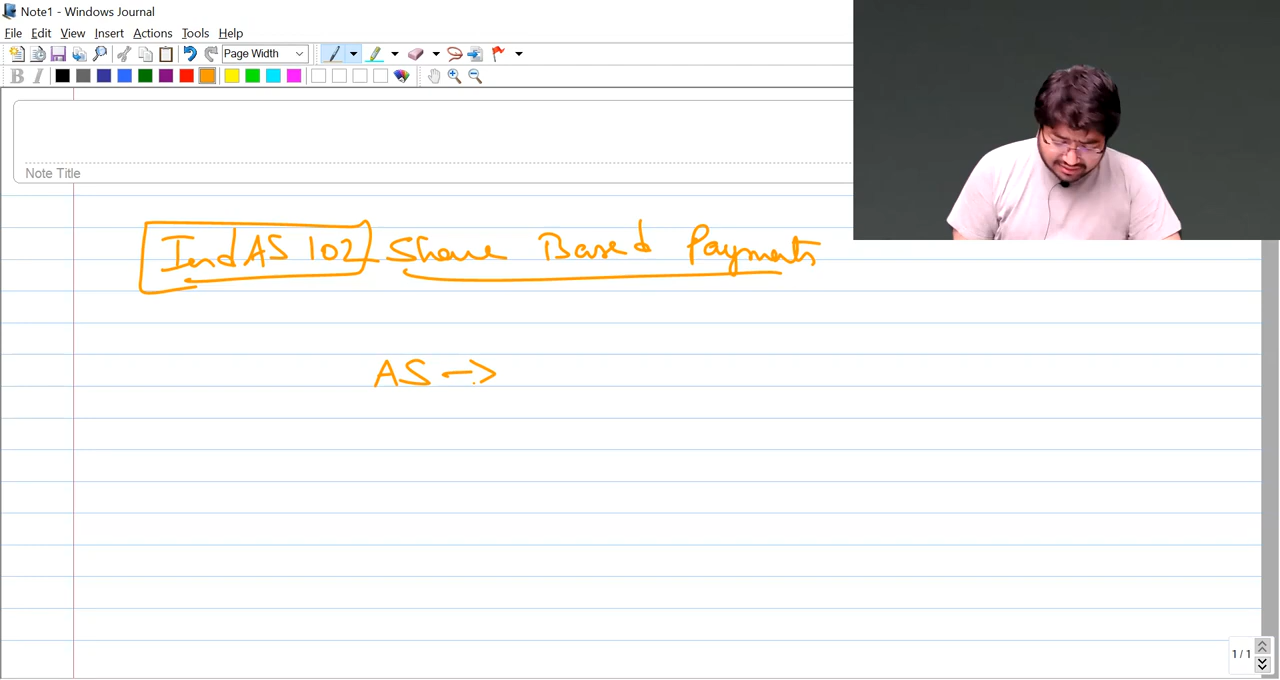 Note1 - Windows Journal
File Edit View Insert Actions Tools Help
Page Width
B I
Note Title
Ind AS 102 - Share Based Payments
AS ->
1 / 1